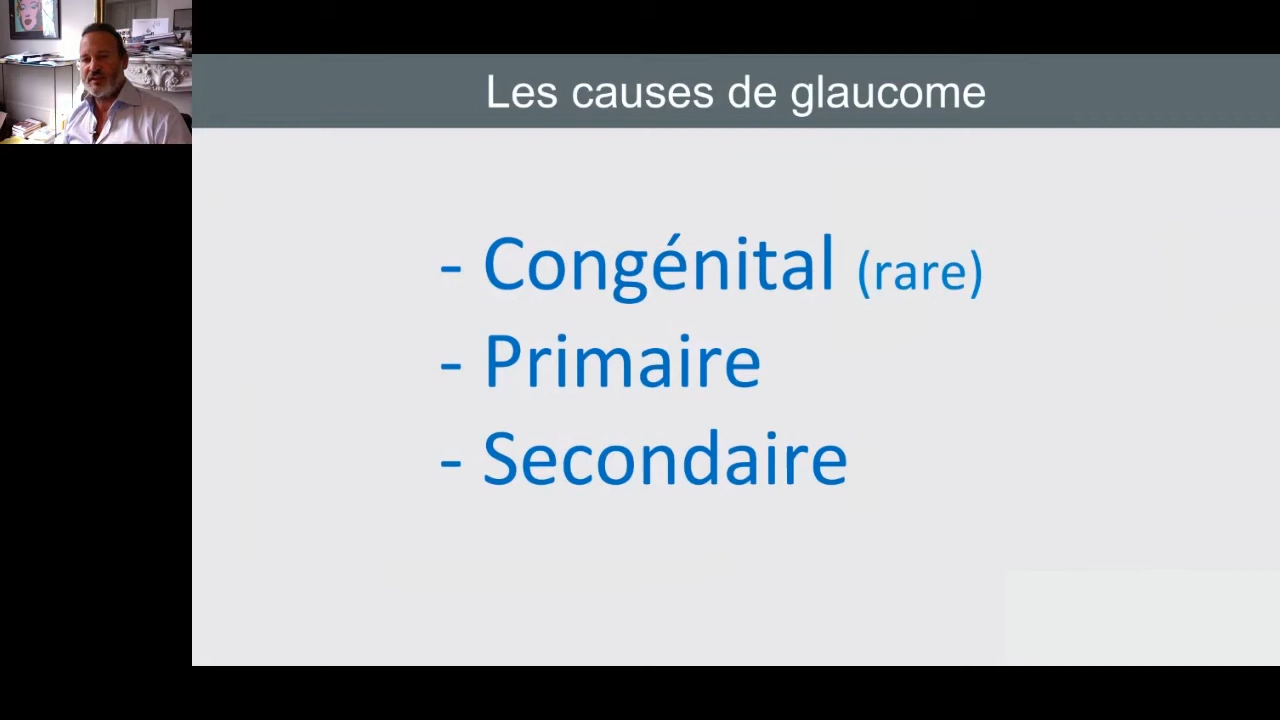 Les causes de glaucome
- Congénital (rare)
- Primaire
- Secondaire